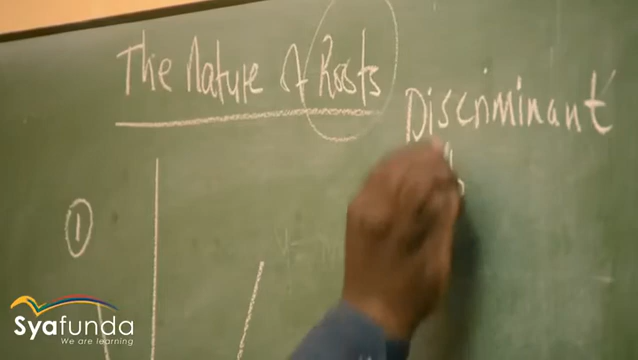 The Nature of Roots
Discriminant
1
Syafunda
We are learning